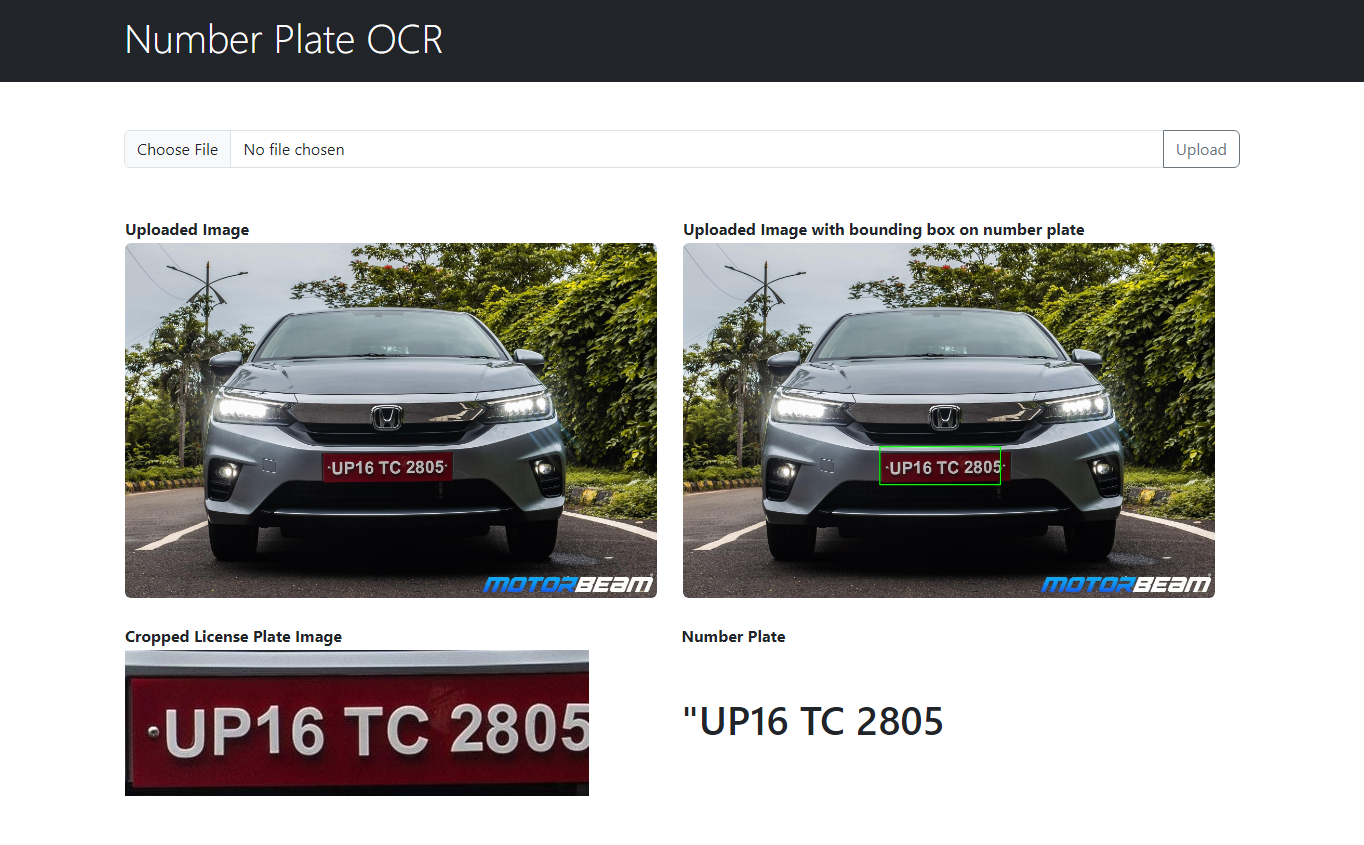 Number Plate OCR
Choose File No file chosen Upload
Uploaded Image
UP16 TC 2805
MOTORBEAM
Uploaded Image with bounding box on number plate
UP16 TC 2805
MOTORBEAM
Cropped License Plate Image
UP16 TC 2805
Number Plate
"UP16 TC 2805